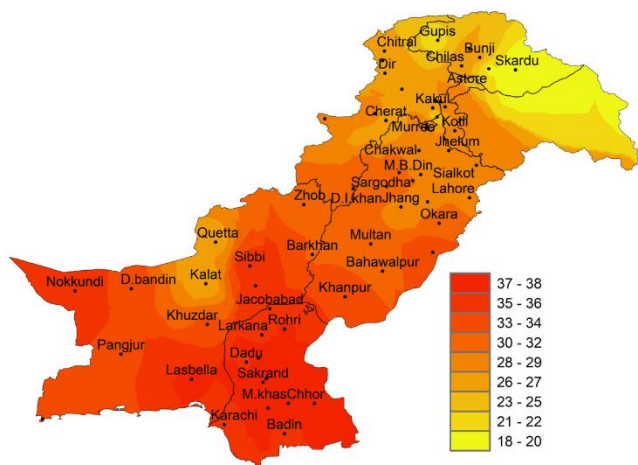 Gupis
Chitral
Bunji
Chilas
Skardu
Dir
Astore
Kakul
Cherat
Kotli
Murree
Jhelum
Chakwal
M.B.Din
Sialkot
Sargodha
Lahore
Zhob
D.I.khan
Jhang
Okara
Quetta
Multan
Barkhan
Sibbi
Bahawalpur
Kalat
Nokkundi
D.bandin
Khanpur
Jacobabad
Khuzdar
Rohri
Larkana
Pangjur
Dadu
Lasbella
Sakrand
M.khas
Chhor
Karachi
Badin
37 - 38
35 - 36
33 - 34
30 - 32
28 - 29
26 - 27
23 - 25
21 - 22
18 - 20